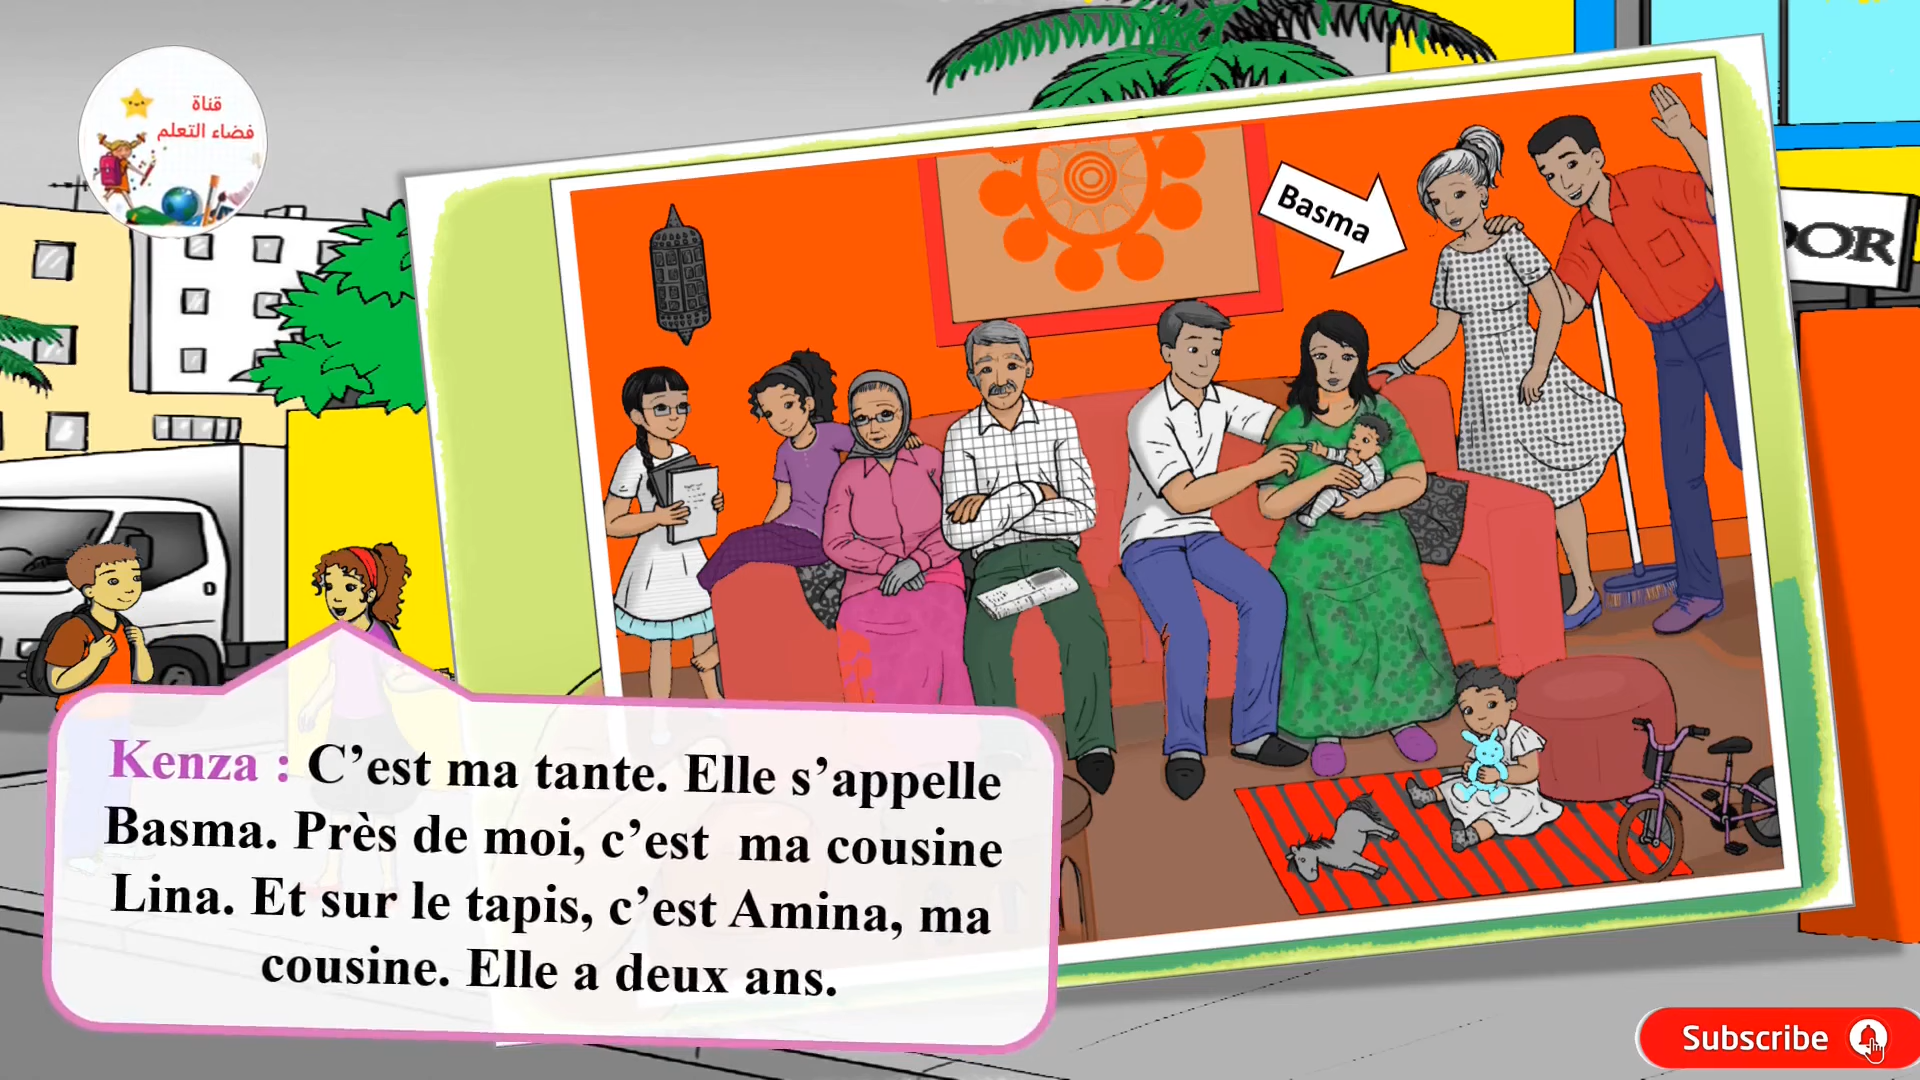 قناة
فضاء التعلم
Basma
OOR
Kenza : C’est ma tante. Elle s’appelle
Basma. Près de moi, c’est ma cousine
Lina. Et sur le tapis, c’est Amina, ma
cousine. Elle a deux ans.
Subscribe